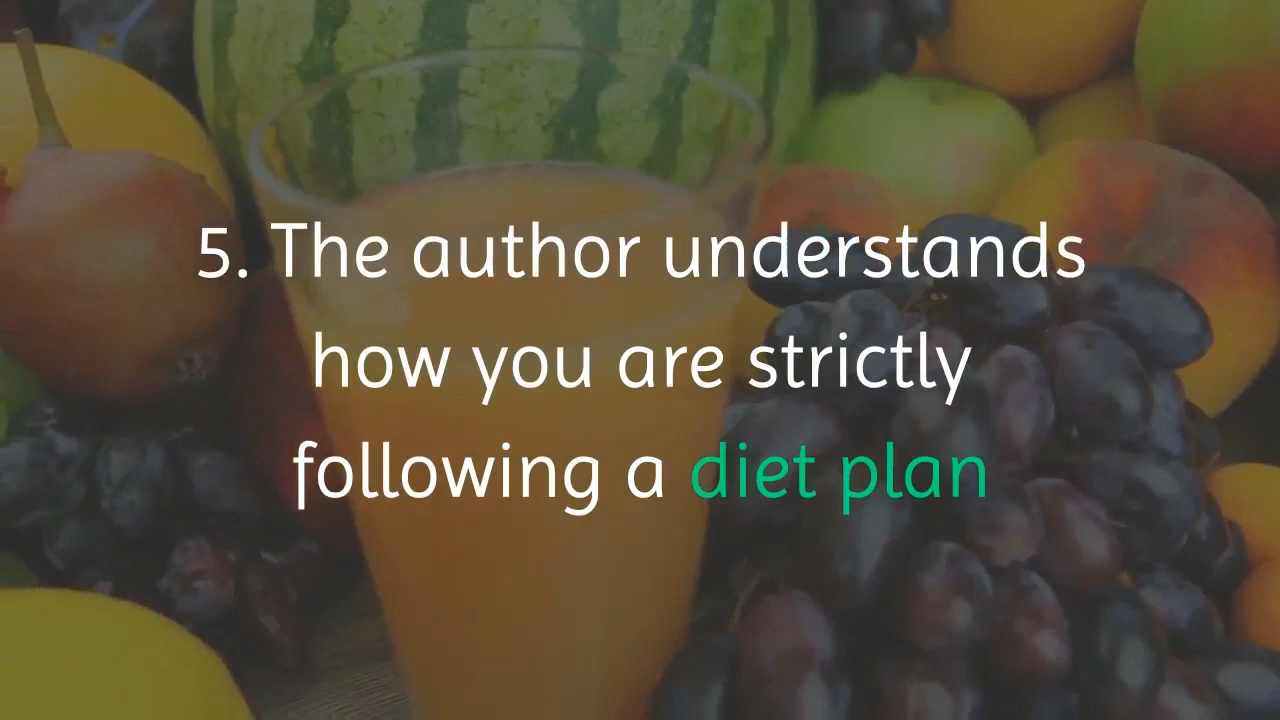 5. The author understands
how you are strictly
following a diet plan